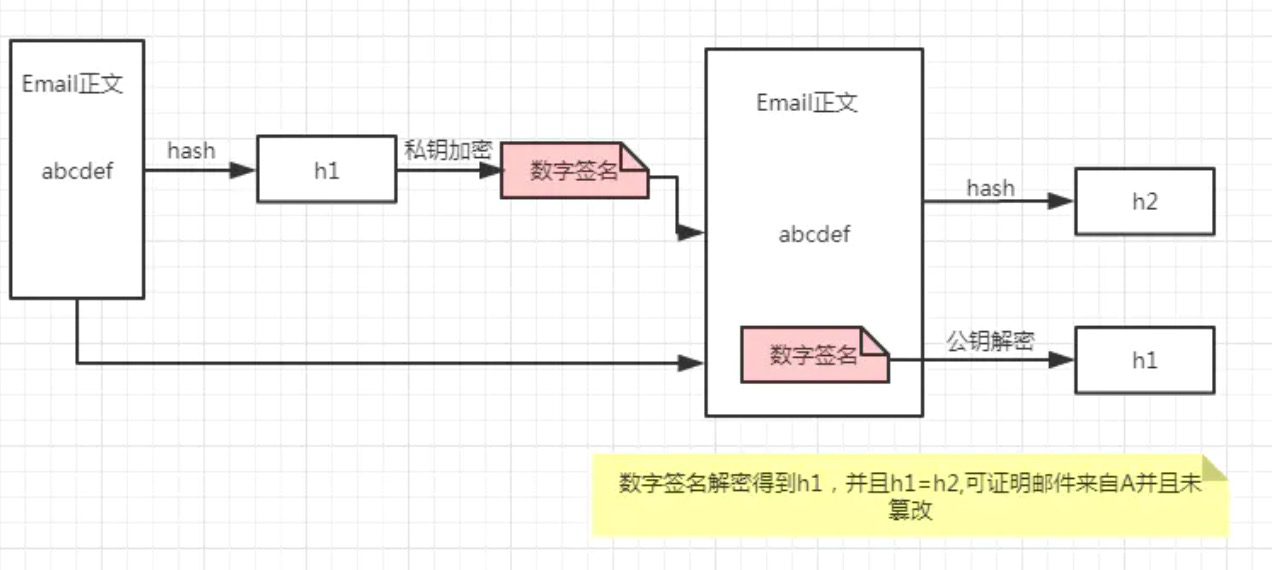 Email正文
abcdef
hash
h1
私钥加密
数字签名
Email正文
abcdef
数字签名
hash
h2
公钥解密
h1
数字签名解密得到h1，并且h1=h2,可证明邮件来自A并且未
篡改